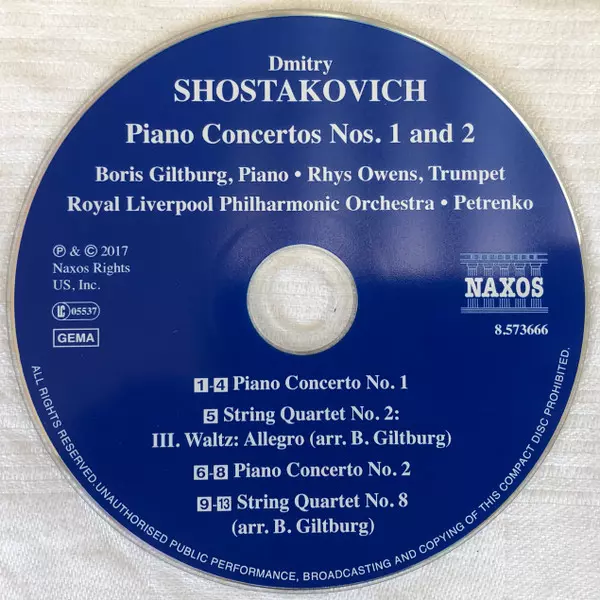 Dmitry
SHOSTAKOVICH
Piano Concertos Nos. 1 and 2
Boris Giltburg, Piano • Rhys Owens, Trumpet
Royal Liverpool Philharmonic Orchestra • Petrenko
℗ & © 2017
Naxos Rights
US, Inc.
LC 05537
GEMA
NAXOS
8.573666
1-4 Piano Concerto No. 1
5 String Quartet No. 2:
III. Waltz: Allegro (arr. B. Giltburg)
6-8 Piano Concerto No. 2
9-13 String Quartet No. 8
(arr. B. Giltburg)
ALL RIGHTS RESERVED. UNAUTHORISED PUBLIC PERFORMANCE, BROADCASTING AND COPYING OF THIS COMPACT DISC PROHIBITED.